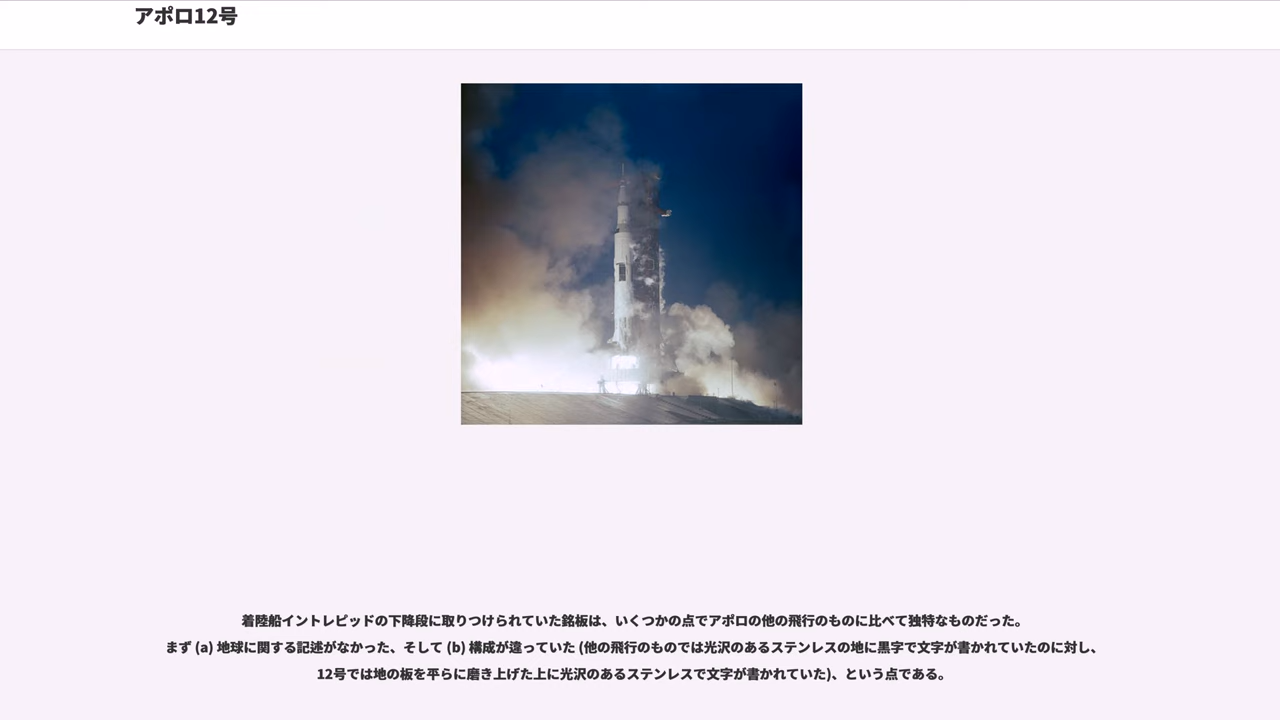 アポロ12号
着陸船イントレピッドの下降段に取りつけられていた銘板は、いくつかの点でアポロの他の飛行のものに比べて独特なものだった。
まず (a) 地球に関する記述がなかった、そして (b) 構成が違っていた (他の飛行のものでは光沢のあるステンレスの地に黒字で文字が書かれていたのに対し、
12号では地の板を平らに磨き上げた上に光沢のあるステンレスで文字が書かれていた)、という点である。